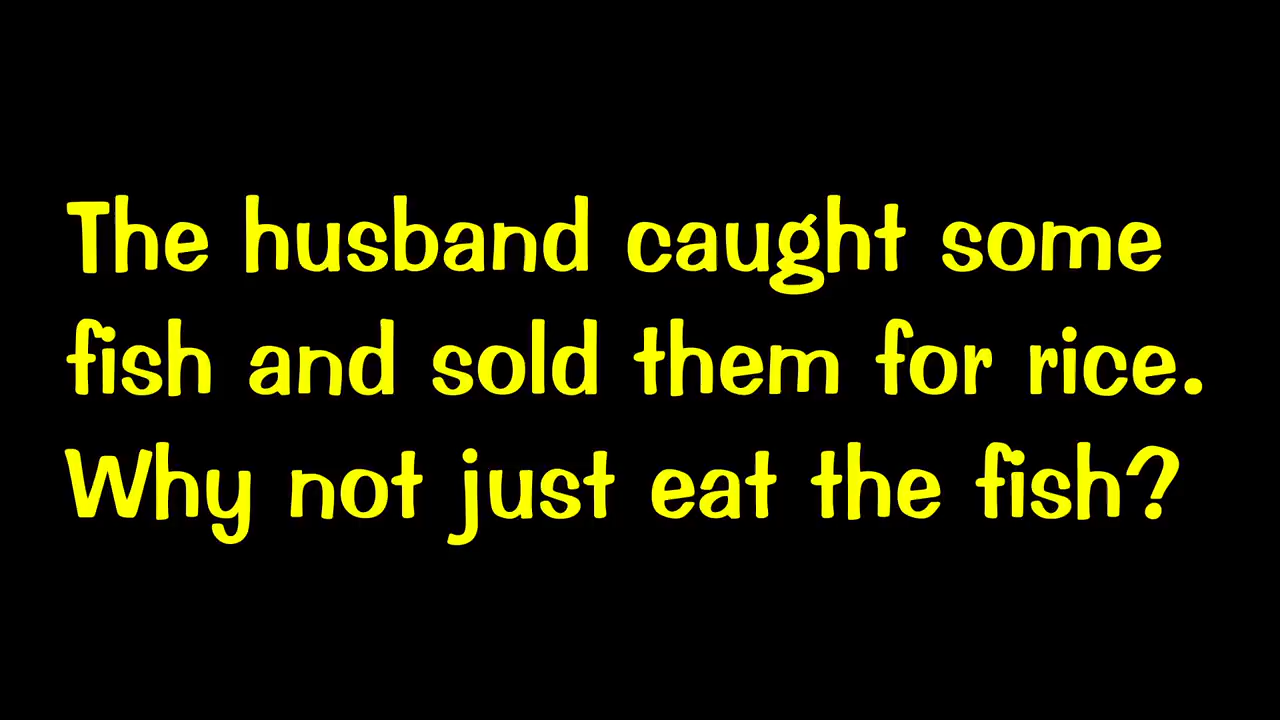 The husband caught some
fish and sold them for rice.
Why not just eat the fish?